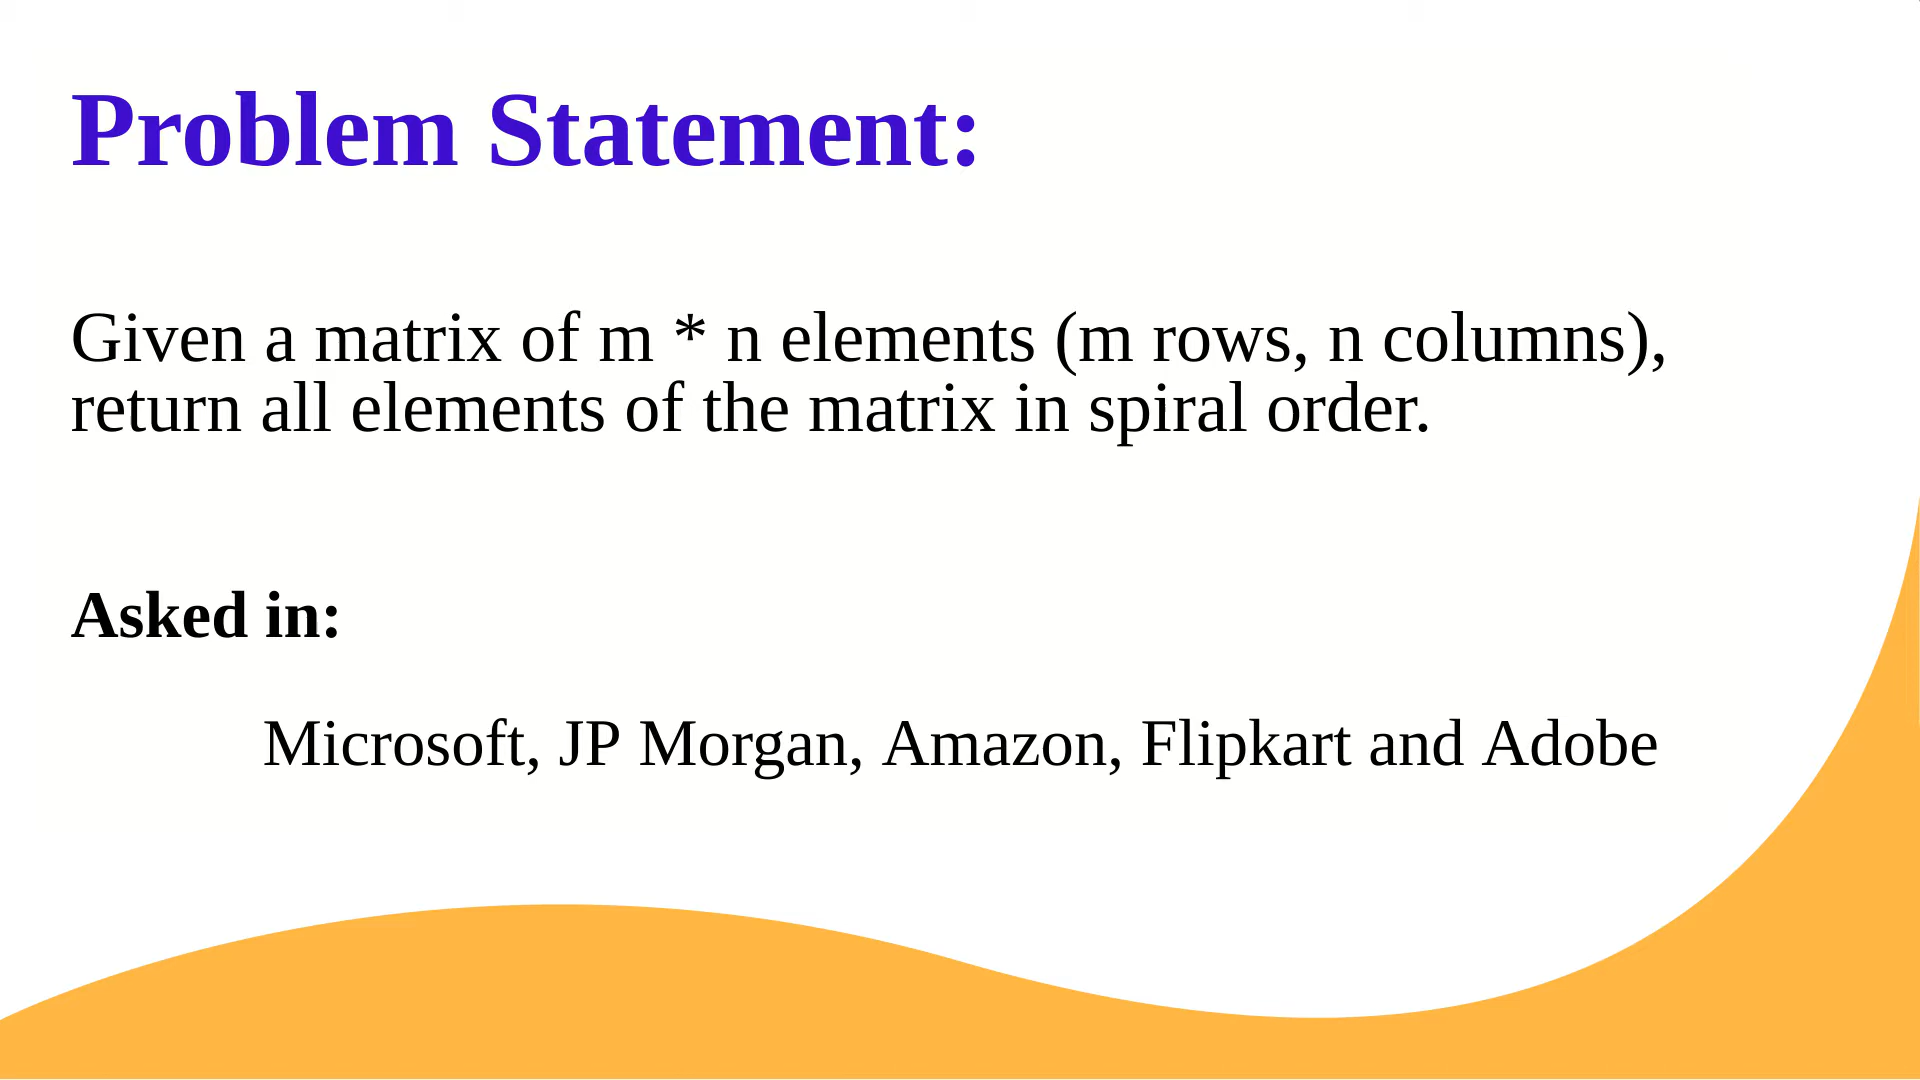 Problem Statement:
Given a matrix of m * n elements (m rows, n columns),
return all elements of the matrix in spiral order.
Asked in:
Microsoft, JP Morgan, Amazon, Flipkart and Adobe